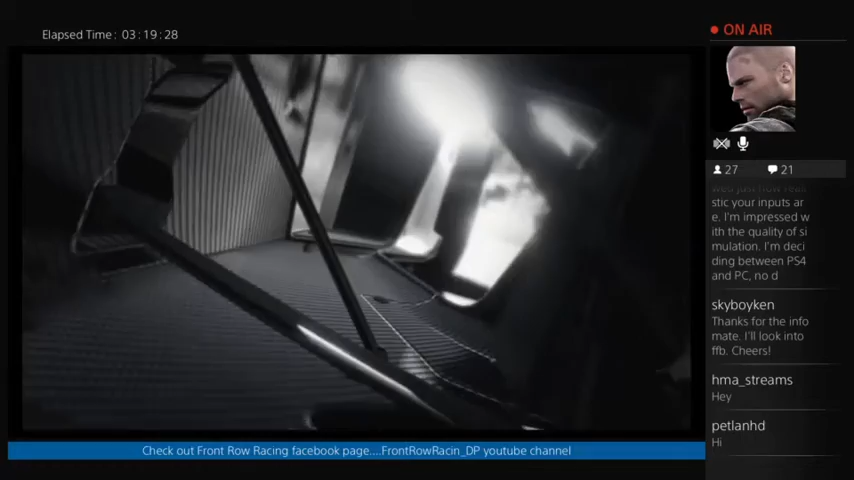 Elapsed Time : 03:19:28
ON AIR
27
21
stic your inputs ar
e. I'm impressed w
ith the quality of si
mulation. I'm deci
ding between PS4
and PC, no d
skyboyken
Thanks for the info
mate. I'll look into
ffb. Cheers!
hma_streams
Hey
petlanhd
Hi
Check out Front Row Racing facebook page....FrontRowRacin_DP youtube channel